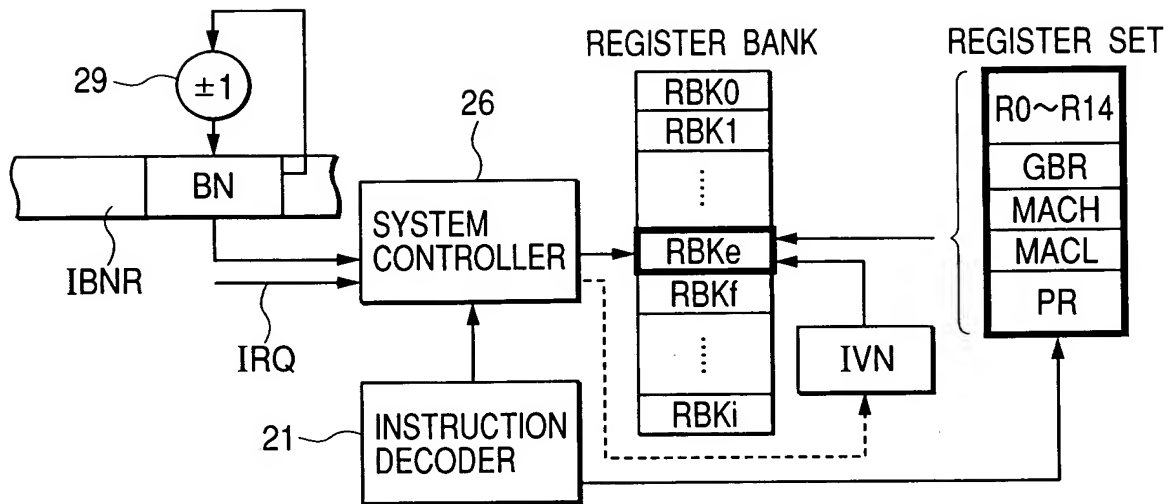 29
±1
BN
IBNR
IRQ
26
SYSTEM
CONTROLLER
21
INSTRUCTION
DECODER
REGISTER BANK
RBK0
RBK1
RBKe
RBKf
RBKi
IVN
REGISTER SET
R0~R14
GBR
MACH
MACL
PR